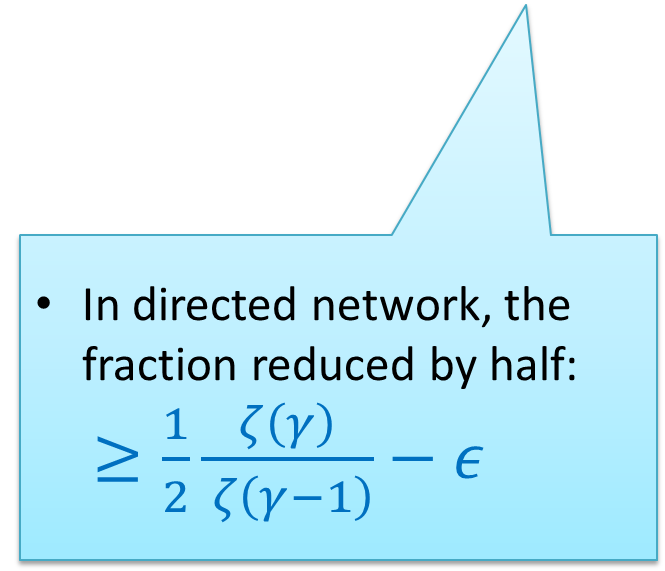 • In directed network, the
fraction reduced by half:
≥ 1/2 ζ(γ)/ζ(γ−1) − ϵ